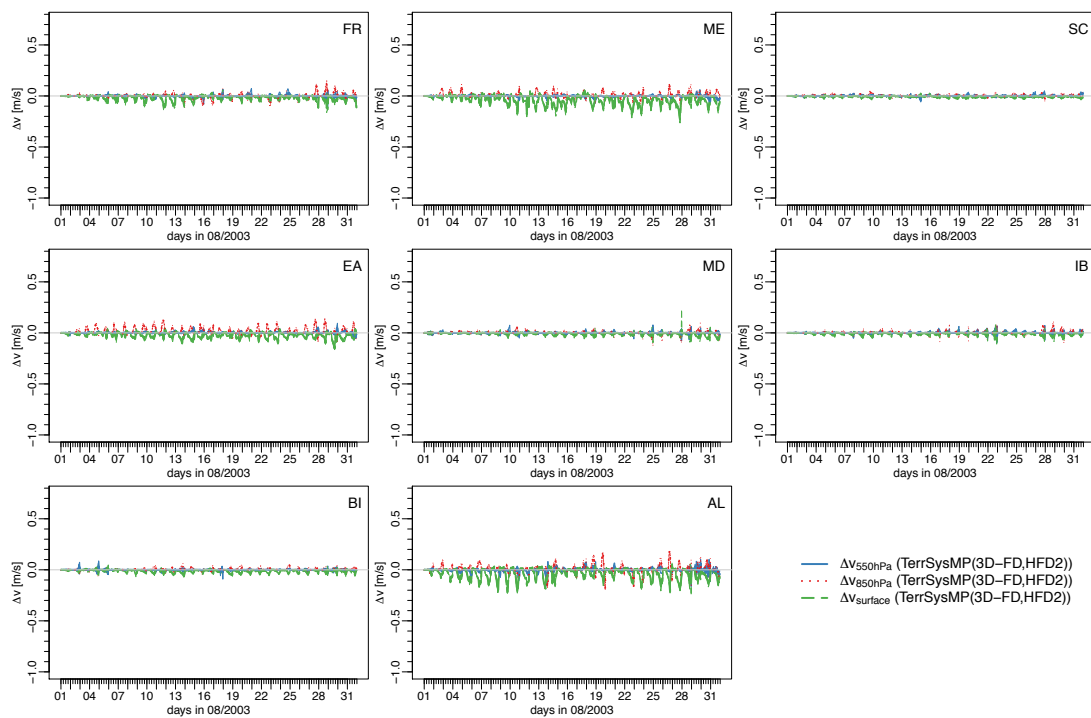 FR
Δv [m/s]
0.5
0.0
−0.5
−1.0
01 04 07 10 13 16 19 22 25 28 31
days in 08/2003
ME
Δv [m/s]
0.5
0.0
−0.5
−1.0
01 04 07 10 13 16 19 22 25 28 31
days in 08/2003
SC
Δv [m/s]
0.5
0.0
−0.5
−1.0
01 04 07 10 13 16 19 22 25 28 31
days in 08/2003
EA
Δv [m/s]
0.5
0.0
−0.5
−1.0
01 04 07 10 13 16 19 22 25 28 31
days in 08/2003
MD
Δv [m/s]
0.5
0.0
−0.5
−1.0
01 04 07 10 13 16 19 22 25 28 31
days in 08/2003
IB
Δv [m/s]
0.5
0.0
−0.5
−1.0
01 04 07 10 13 16 19 22 25 28 31
days in 08/2003
BI
Δv [m/s]
0.5
0.0
−0.5
−1.0
01 04 07 10 13 16 19 22 25 28 31
days in 08/2003
AL
Δv [m/s]
0.5
0.0
−0.5
−1.0
01 04 07 10 13 16 19 22 25 28 31
days in 08/2003
Δv550hPa (TerrSysMP(3D−FD,HFD2))
Δv850hPa (TerrSysMP(3D−FD,HFD2))
Δvsurface (TerrSysMP(3D−FD,HFD2))